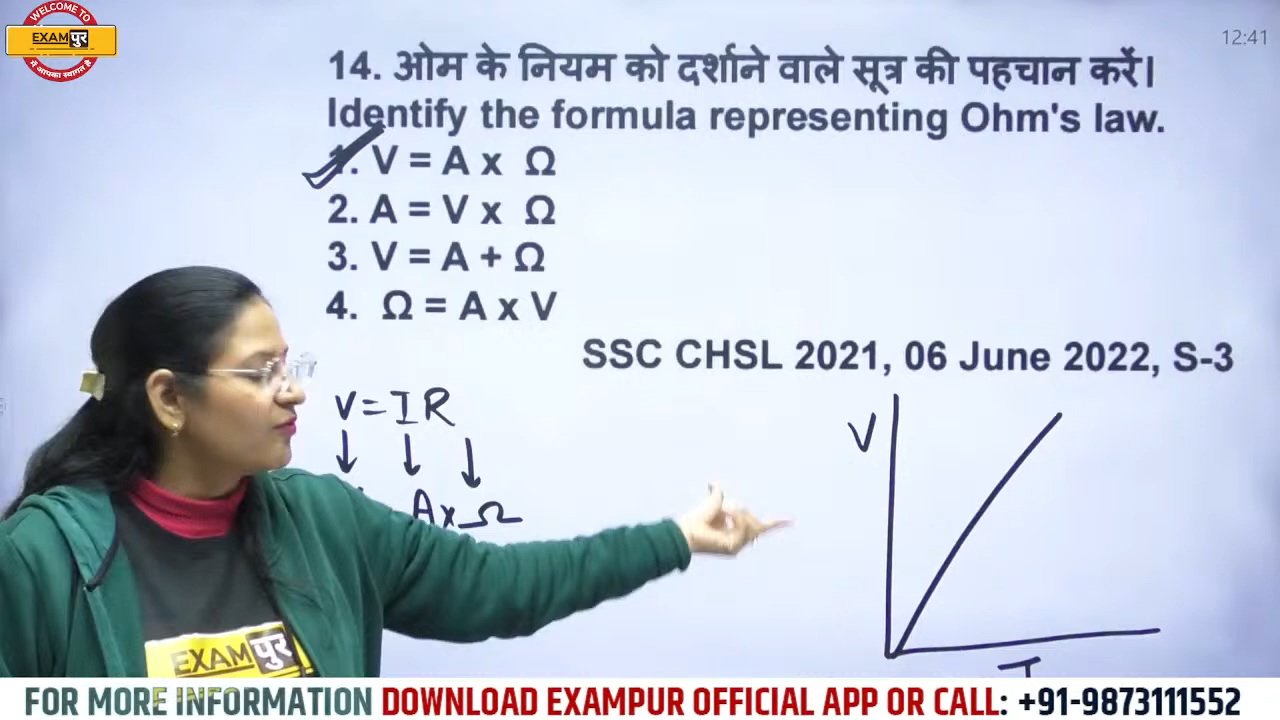 WELCOME TO
EXAMपुर
में आपका स्वागत है
12:41
14. ओम के नियम को दर्शाने वाले सूत्र की पहचान करें।
Identify the formula representing Ohm's law.
1. V = A x Ω
2. A = V x Ω
3. V = A + Ω
4. Ω = A x V
SSC CHSL 2021, 06 June 2022, S-3
V = I R
A x Ω
V
I
EXAMपुर
FOR MORE INFORMATION DOWNLOAD EXAMPUR OFFICIAL APP OR CALL: +91-9873111552